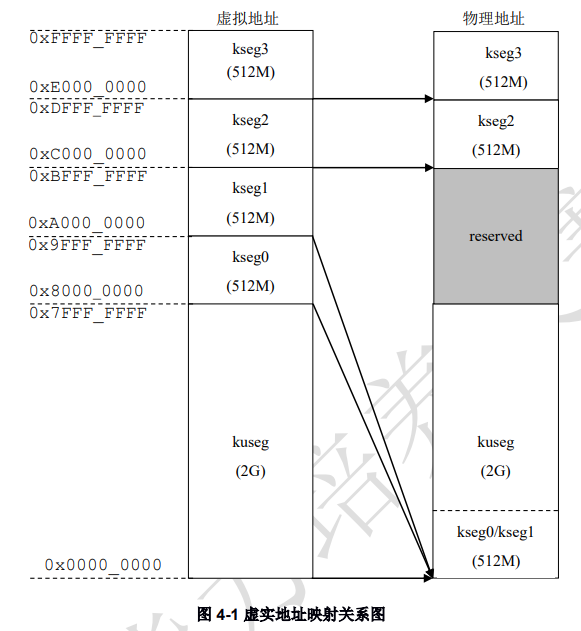 虚拟地址 物理地址
0xFFFF_FFFF
kseg3 kseg3
(512M) (512M)
0xE000_0000
0xDFFF_FFFF
kseg2 kseg2
(512M) (512M)
0xC000_0000
0xBFFF_FFFF
kseg1
(512M)
0xA000_0000
reserved
0x9FFF_FFFF
kseg0
(512M)
0x8000_0000
0x7FFF_FFFF
kuseg kuseg
(2G) (2G)
kseg0/kseg1
(512M)
0x0000_0000
图 4-1 虚实地址映射关系图
培养